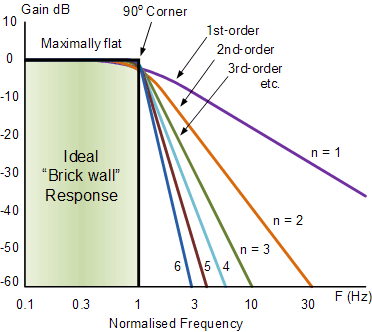 Gain dB
90° Corner
10
Maximally flat
1st-order
2nd-order
3rd-order
etc.
0
-10
-20
-30
-40
-50
-60
Ideal
“Brick wall”
Response
n = 1
n = 2
n = 3
6
5
4
F (Hz)
0.1
0.3
1
3
10
30
Normalised Frequency